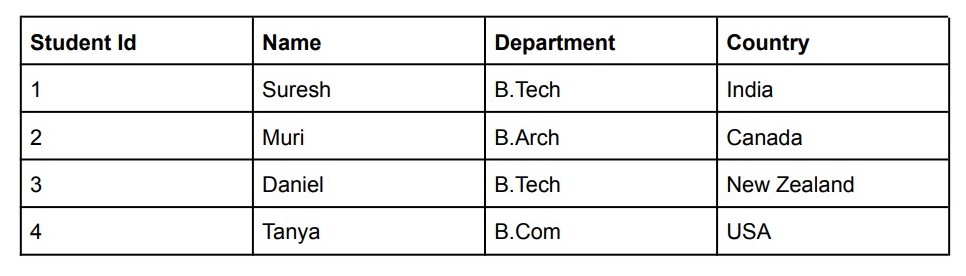 Student Id Name Department Country
1 Suresh B.Tech India
2 Muri B.Arch Canada
3 Daniel B.Tech New Zealand
4 Tanya B.Com USA